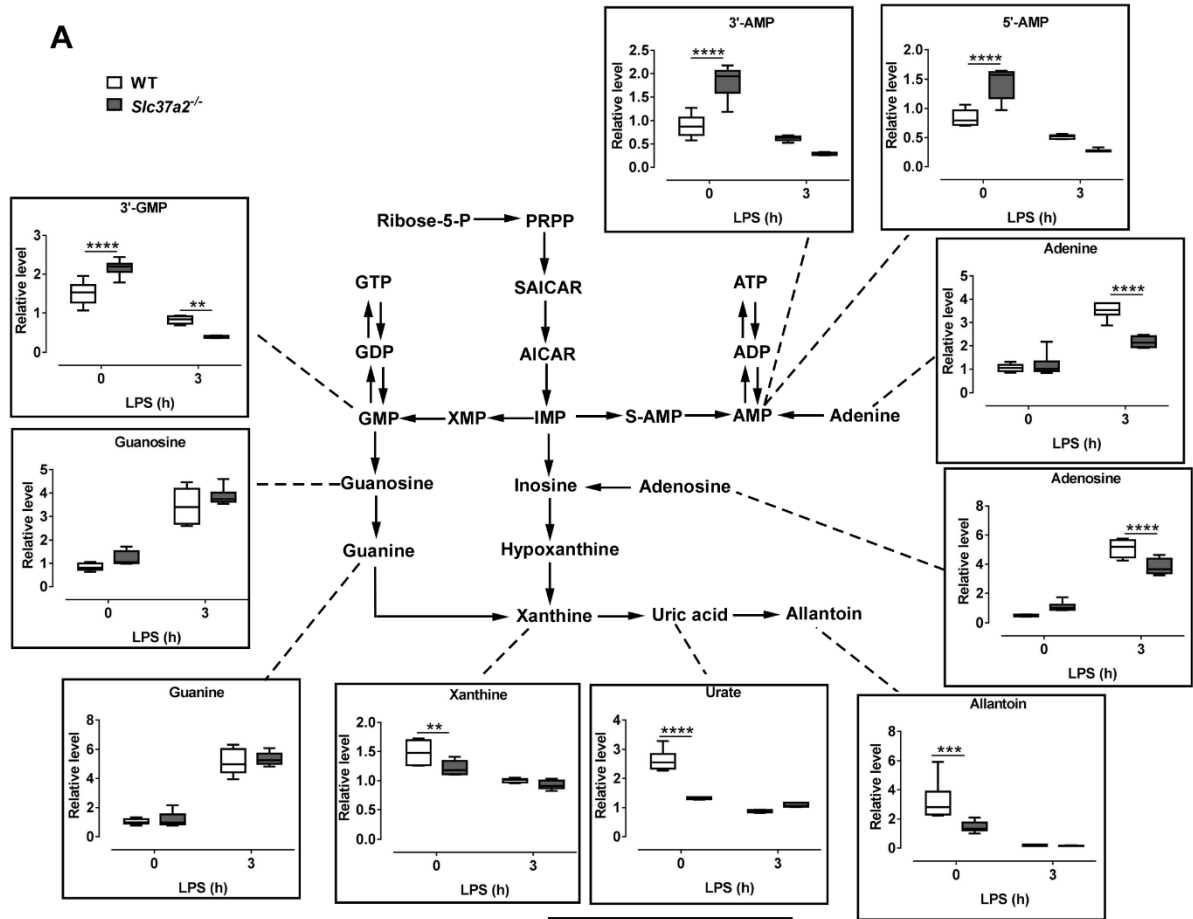 A
WT
Slc37a2-/-
3'-AMP
Relative level
2.5
2.0
1.5
1.0
0.5
0.0
****
0 3
LPS (h)
5'-AMP
Relative level
2.0
1.5
1.0
0.5
0.0
****
0 3
LPS (h)
3'-GMP
Relative level
3
2
1
0
****
**
0 3
LPS (h)
Adenine
Relative level
5
4
3
2
1
0
****
0 3
LPS (h)
Guanosine
Relative level
5
4
3
2
1
0
0 3
LPS (h)
Adenosine
Relative level
8
6
4
2
0
****
0 3
LPS (h)
Ribose-5-P PRPP
GTP SAICAR ATP
GDP AICAR ADP
GMP XMP IMP S-AMP AMP Adenine
Guanosine Inosine Adenosine
Guanine Hypoxanthine
Xanthine Uric acid Allantoin
Guanine
Relative level
8
6
4
2
0
0 3
LPS (h)
Xanthine
Relative level
2.0
1.5
1.0
0.5
0.0
**
0 3
LPS (h)
Urate
Relative level
4
3
2
1
0
****
0 3
LPS (h)
Allantoin
Relative level
8
6
4
2
0
***
0 3
LPS (h)